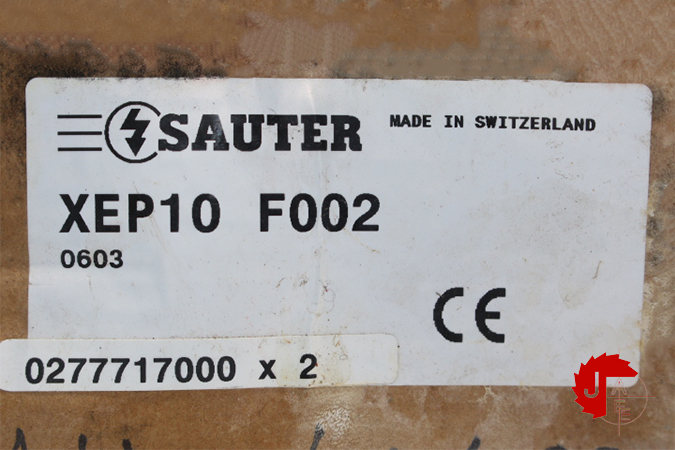 SAUTER MADE IN SWITZERLAND
XEP10 F002
0603
CE
0277717000 x 2
J